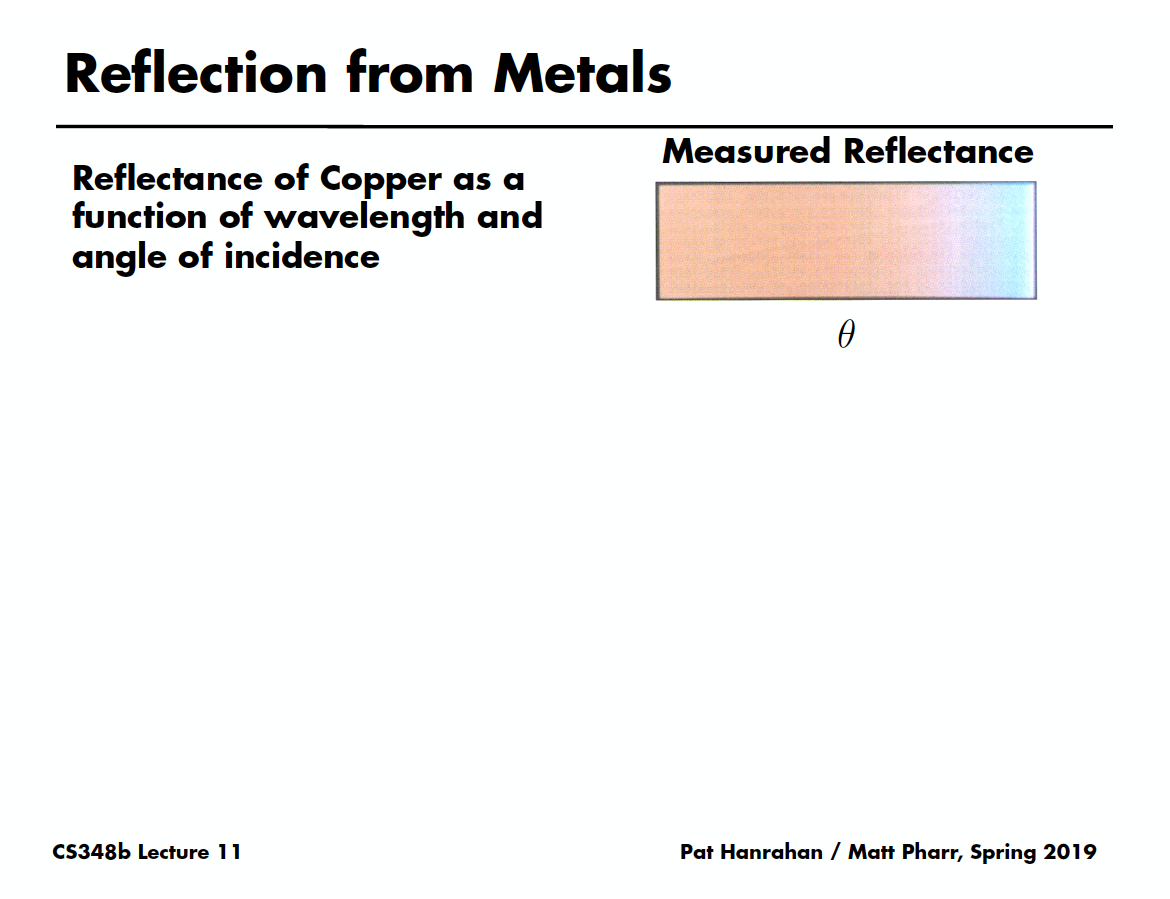 Reflection from Metals
Measured Reflectance
Reflectance of Copper as a
function of wavelength and
angle of incidence
θ
CS348b Lecture 11
Pat Hanrahan / Matt Pharr, Spring 2019